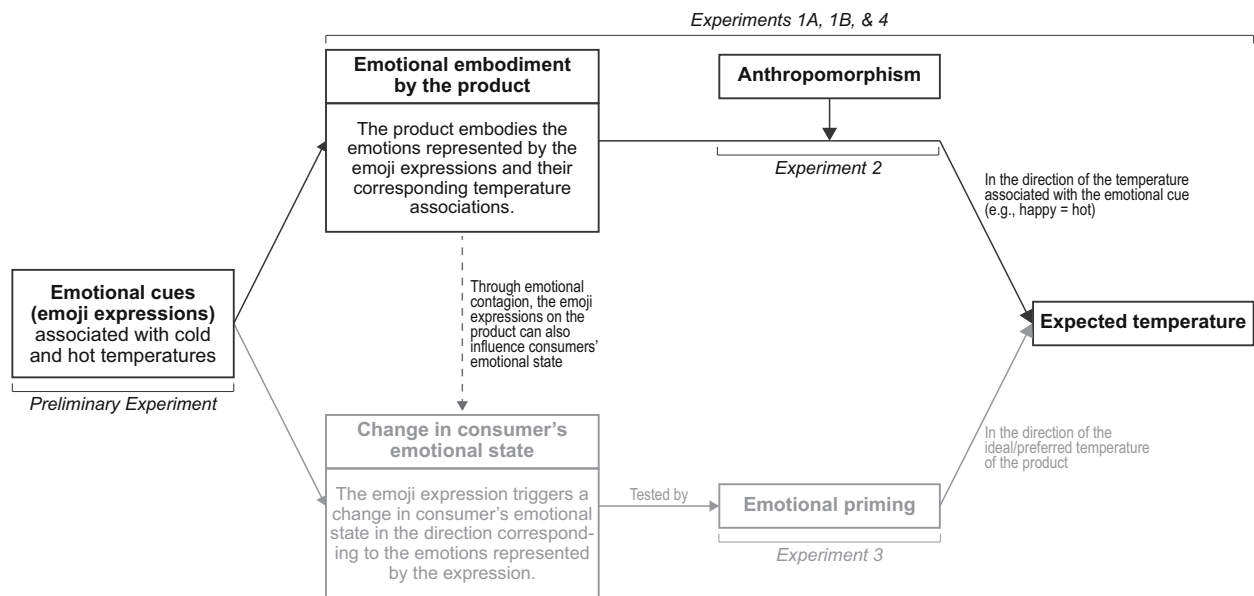 Experiments 1A, 1B, & 4
Emotional embodiment
by the product
The product embodies the
emotions represented by the
emoji expressions and their
corresponding temperature
associations.
Anthropomorphism
Experiment 2
In the direction of the temperature
associated with the emotional cue
(e.g., happy = hot)
Emotional cues
(emoji expressions)
associated with cold
and hot temperatures
Preliminary Experiment
Through emotional
contagion, the emoji
expressions on the
product can also
influence consumers’
emotional state
Expected temperature
Change in consumer’s
emotional state
The emoji expression triggers a
change in consumer’s emotional
state in the direction correspond-
ing to the emotions represented
by the expression.
Tested by
Emotional priming
Experiment 3
In the direction of the
ideal/preferred temperature
of the product